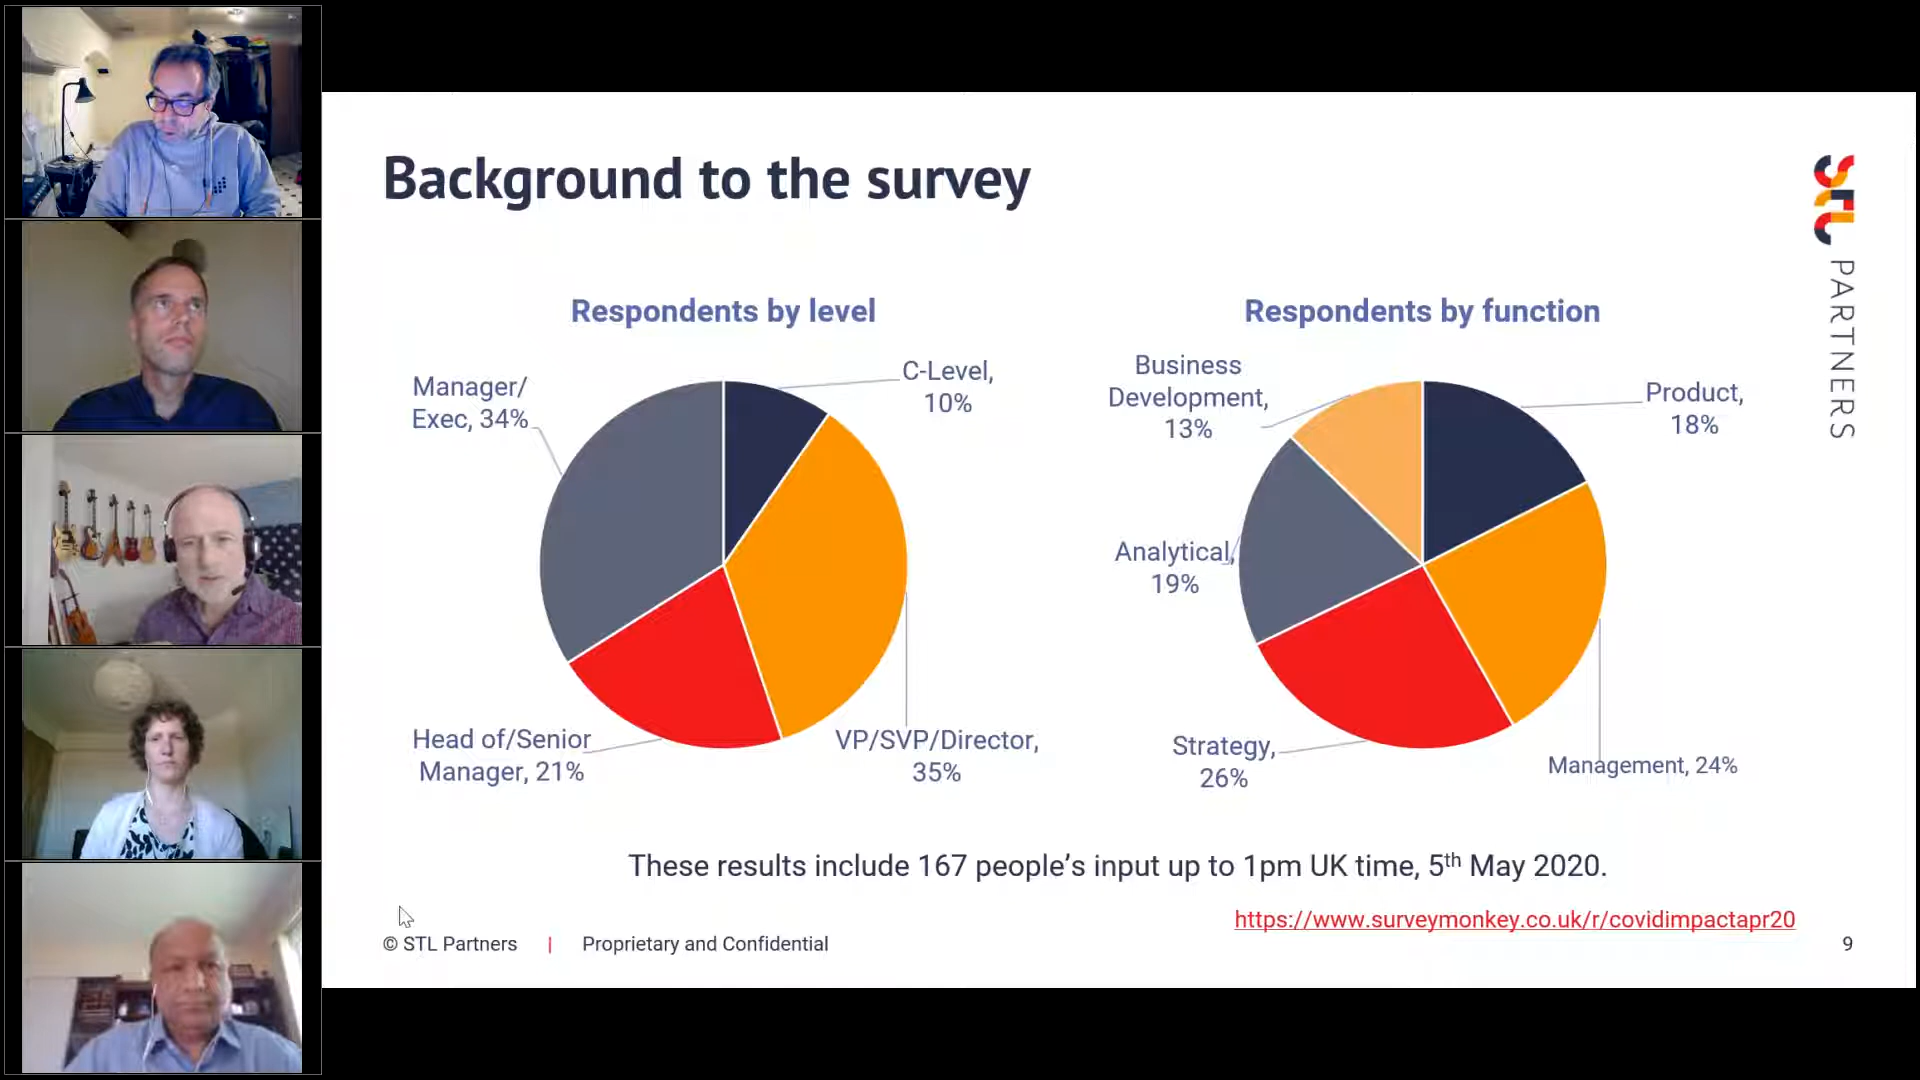 Background to the survey
STL PARTNERS
Respondents by level
Manager/
Exec, 34%
C-Level,
10%
Head of/Senior
Manager, 21%
VP/SVP/Director,
35%
Respondents by function
Business
Development,
13%
Product,
18%
Analytical,
19%
Strategy,
26%
Management, 24%
These results include 167 people’s input up to 1pm UK time, 5th May 2020.
https://www.surveymonkey.co.uk/r/covidimpactapr20
© STL Partners | Proprietary and Confidential
9